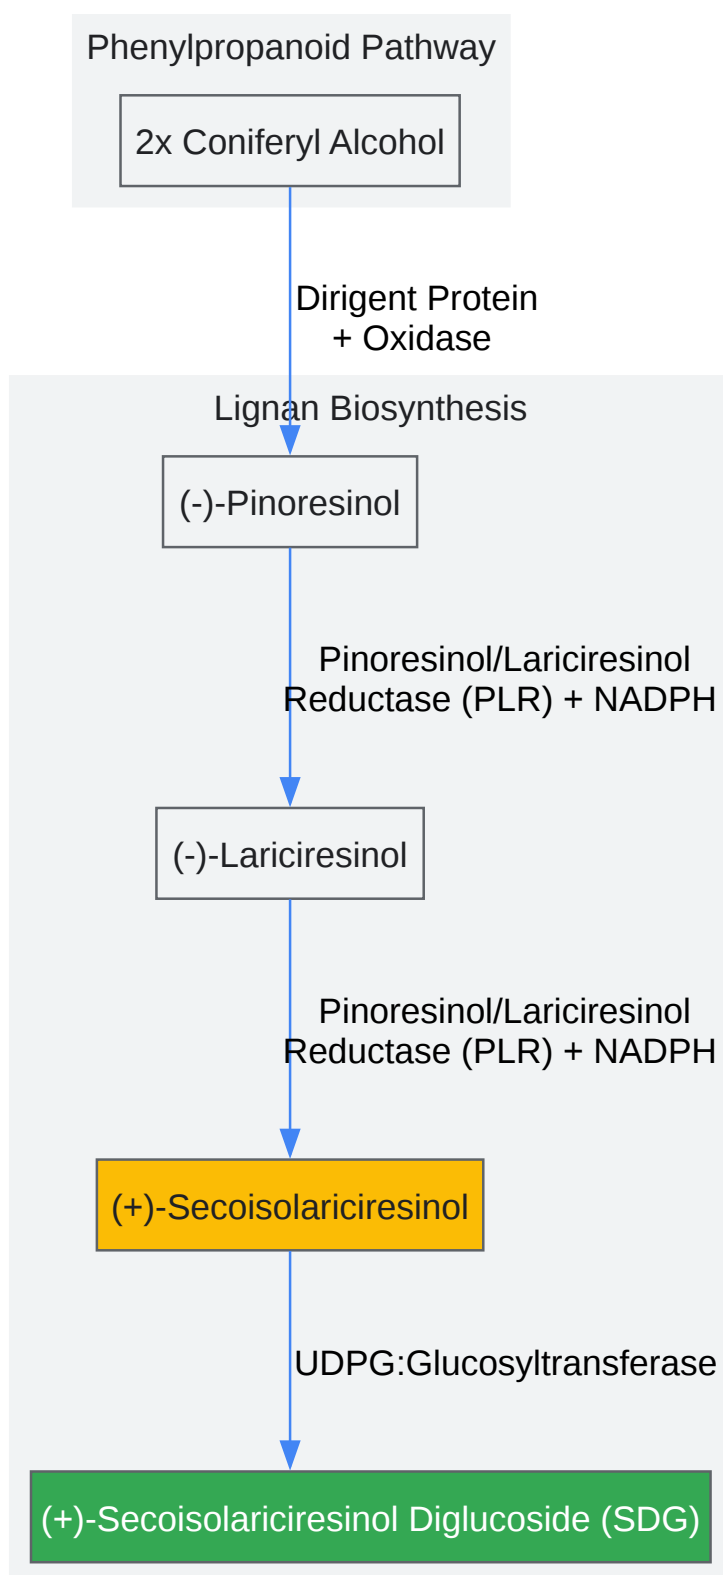 Phenylpropanoid Pathway
2x Coniferyl Alcohol
Dirigent Protein
+ Oxidase
Lignan Biosynthesis
(-)-Pinoresinol
Pinoresinol/Lariciresinol
Reductase (PLR) + NADPH
(-)-Lariciresinol
Pinoresinol/Lariciresinol
Reductase (PLR) + NADPH
(+)-Secoisolariciresinol
UDPG:Glucosyltransferase
(+)-Secoisolariciresinol Diglucoside (SDG)